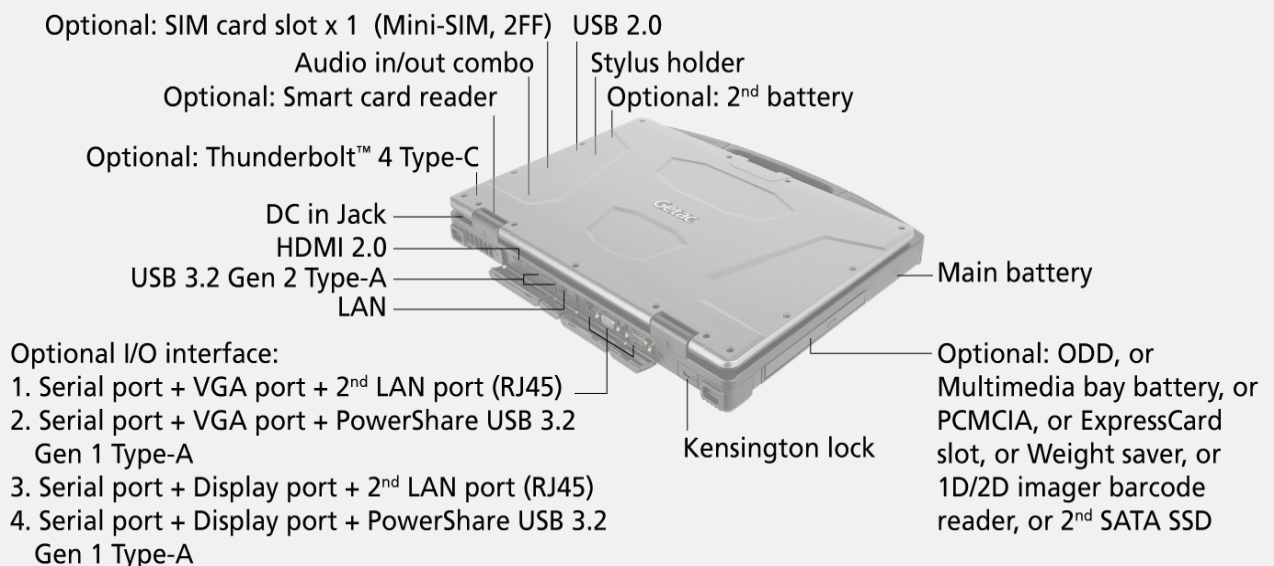 Optional: SIM card slot x 1 (Mini-SIM, 2FF)
USB 2.0
Audio in/out combo
Stylus holder
Optional: Smart card reader
Optional: 2nd battery
Optional: Thunderbolt™ 4 Type-C
DC in Jack
HDMI 2.0
USB 3.2 Gen 2 Type-A
LAN
Getac
Main battery
Optional I/O interface:
1. Serial port + VGA port + 2nd LAN port (RJ45)
2. Serial port + VGA port + PowerShare USB 3.2
Gen 1 Type-A
3. Serial port + Display port + 2nd LAN port (RJ45)
4. Serial port + Display port + PowerShare USB 3.2
Gen 1 Type-A
Kensington lock
Optional: ODD, or
Multimedia bay battery, or
PCMCIA, or ExpressCard
slot, or Weight saver, or
1D/2D imager barcode
reader, or 2nd SATA SSD